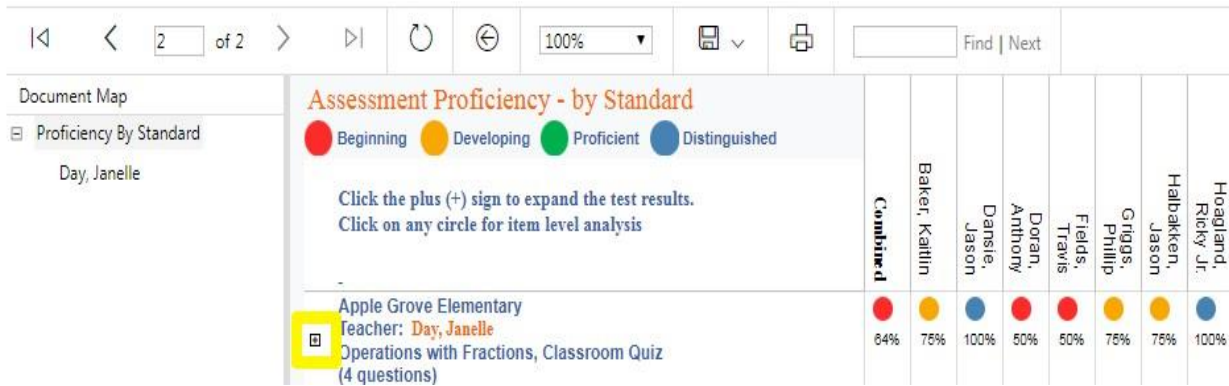 2 of 2 100% Find | Next
Document Map
Proficiency By Standard
Day, Janelle
Assessment Proficiency - by Standard
Beginning Developing Proficient Distinguished
Click the plus (+) sign to expand the test results.
Click on any circle for item level analysis
-
Combined
Baker, Kaitlin
Dansie, Jason
Doran, Anthony
Fields, Travis
Griggs, Phillip
Halbakken, Jason
Hoagland, Ricky Jr.
Apple Grove Elementary
Teacher: Day, Janelle
Operations with Fractions, Classroom Quiz
(4 questions)
64% 75% 100% 50% 50% 75% 75% 100%